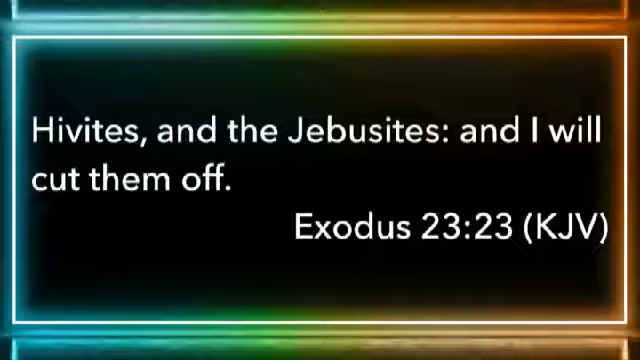 Hivites, and the Jebusites: and I will
cut them off.
Exodus 23:23 (KJV)